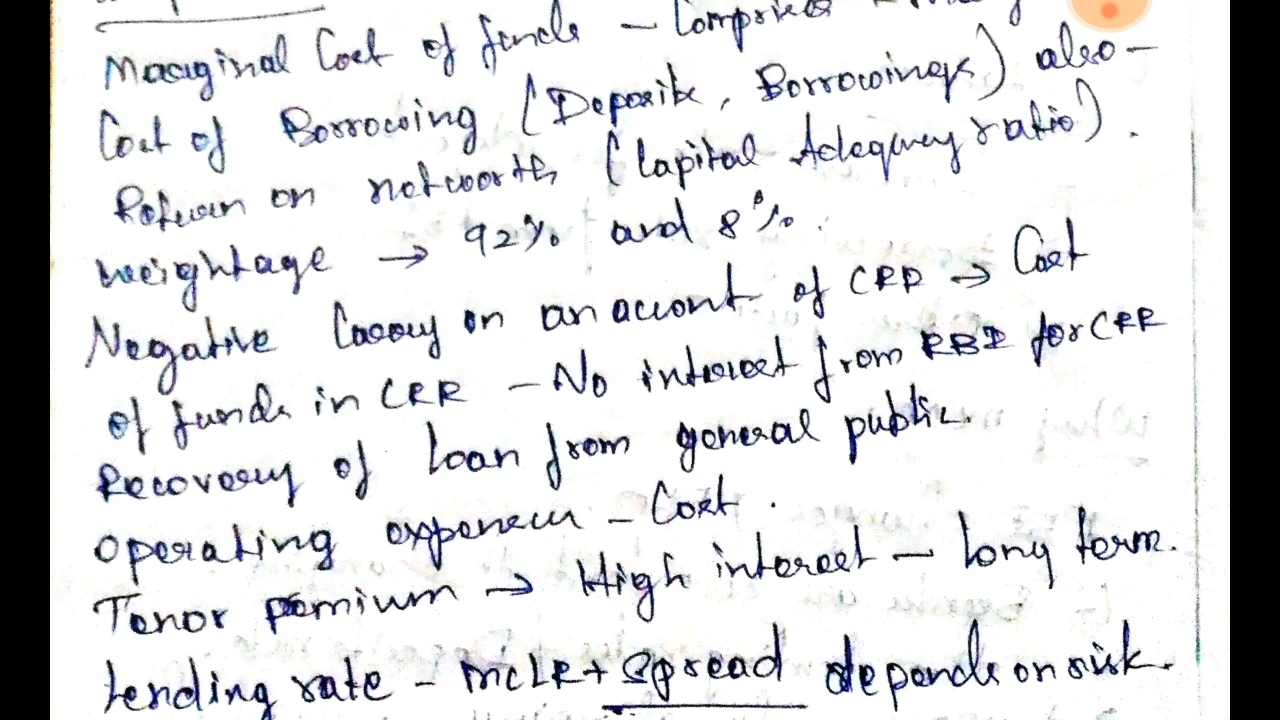 Marginal Cost of funds – Comprises
Cost of Borrowing (Deposits, Borrowings) also –
Return on networth (Capital Adequacy ratio).
weightage → 92% and 8%.
Negative Carry on an account of CRR → Cost
of funds in CRR – No interest from RBI for CRR
Recovery of loan from general public.
Operating expenses – Cost.
Tenor pemium → High interest – long term.
lending rate – MCLR + Spread depends on risk.